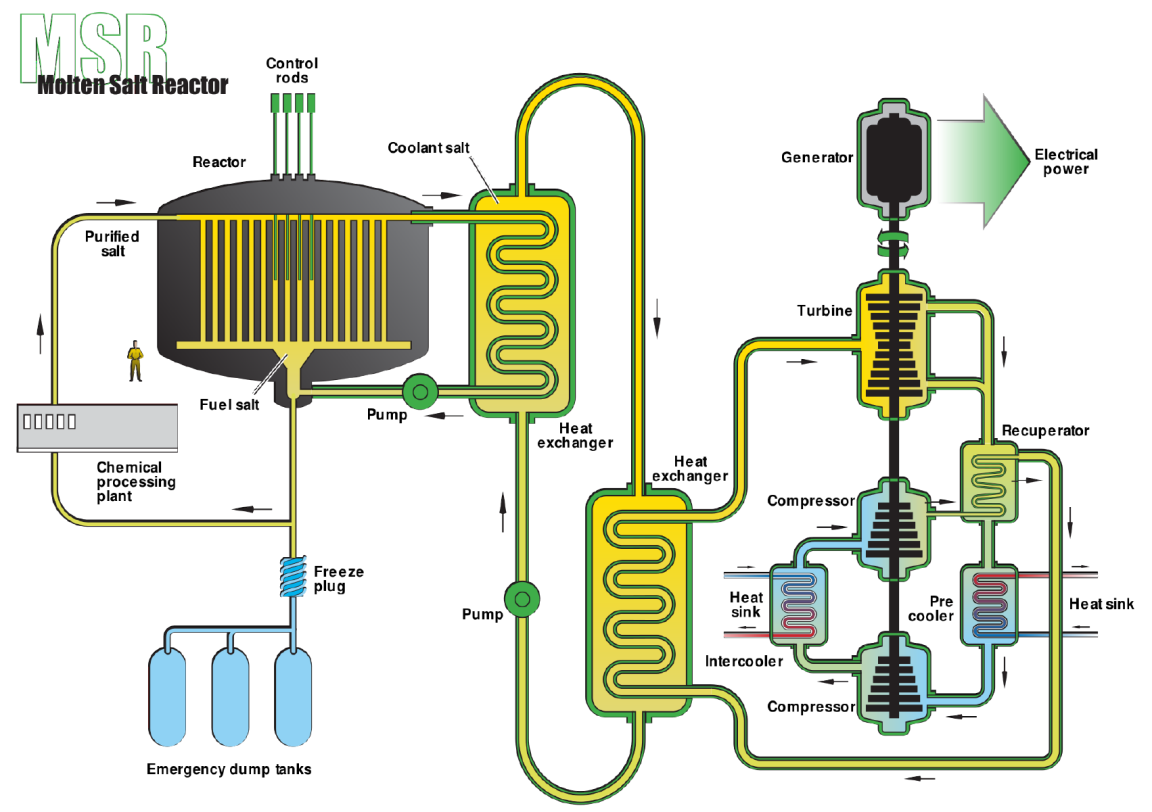 MSR
Molten Salt Reactor
Control
rods
Reactor
Coolant salt
Purified
salt
Fuel salt
Pump
Heat
exchanger
Chemical
processing
plant
Freeze
plug
Emergency dump tanks
Pump
Heat
exchanger
Generator
Electrical
power
Turbine
Recuperator
Compressor
Heat
sink
Pre
cooler
Heat sink
Intercooler
Compressor